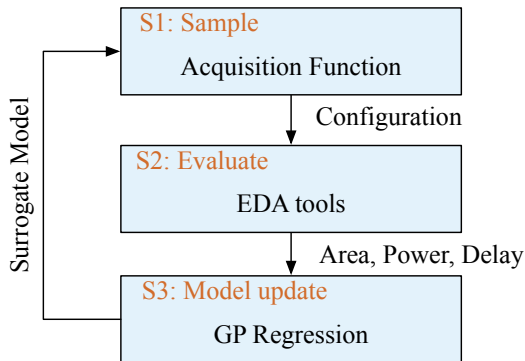 S1: Sample
Acquisition Function
Configuration
S2: Evaluate
EDA tools
Area, Power, Delay
S3: Model update
GP Regression
Surrogate Model